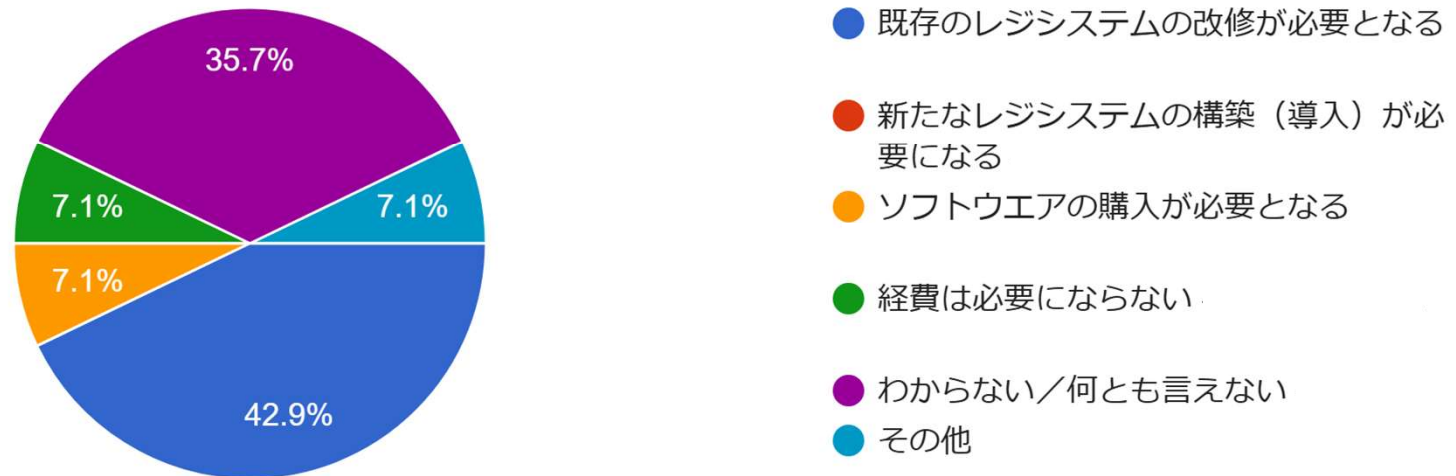 35.7%
7.1%
7.1%
7.1%
42.9%
既存のレジシステムの改修が必要となる
新たなレジシステムの構築（導入）が必
要になる
ソフトウエアの購入が必要となる
経費は必要にならない
わからない／何とも言えない
その他